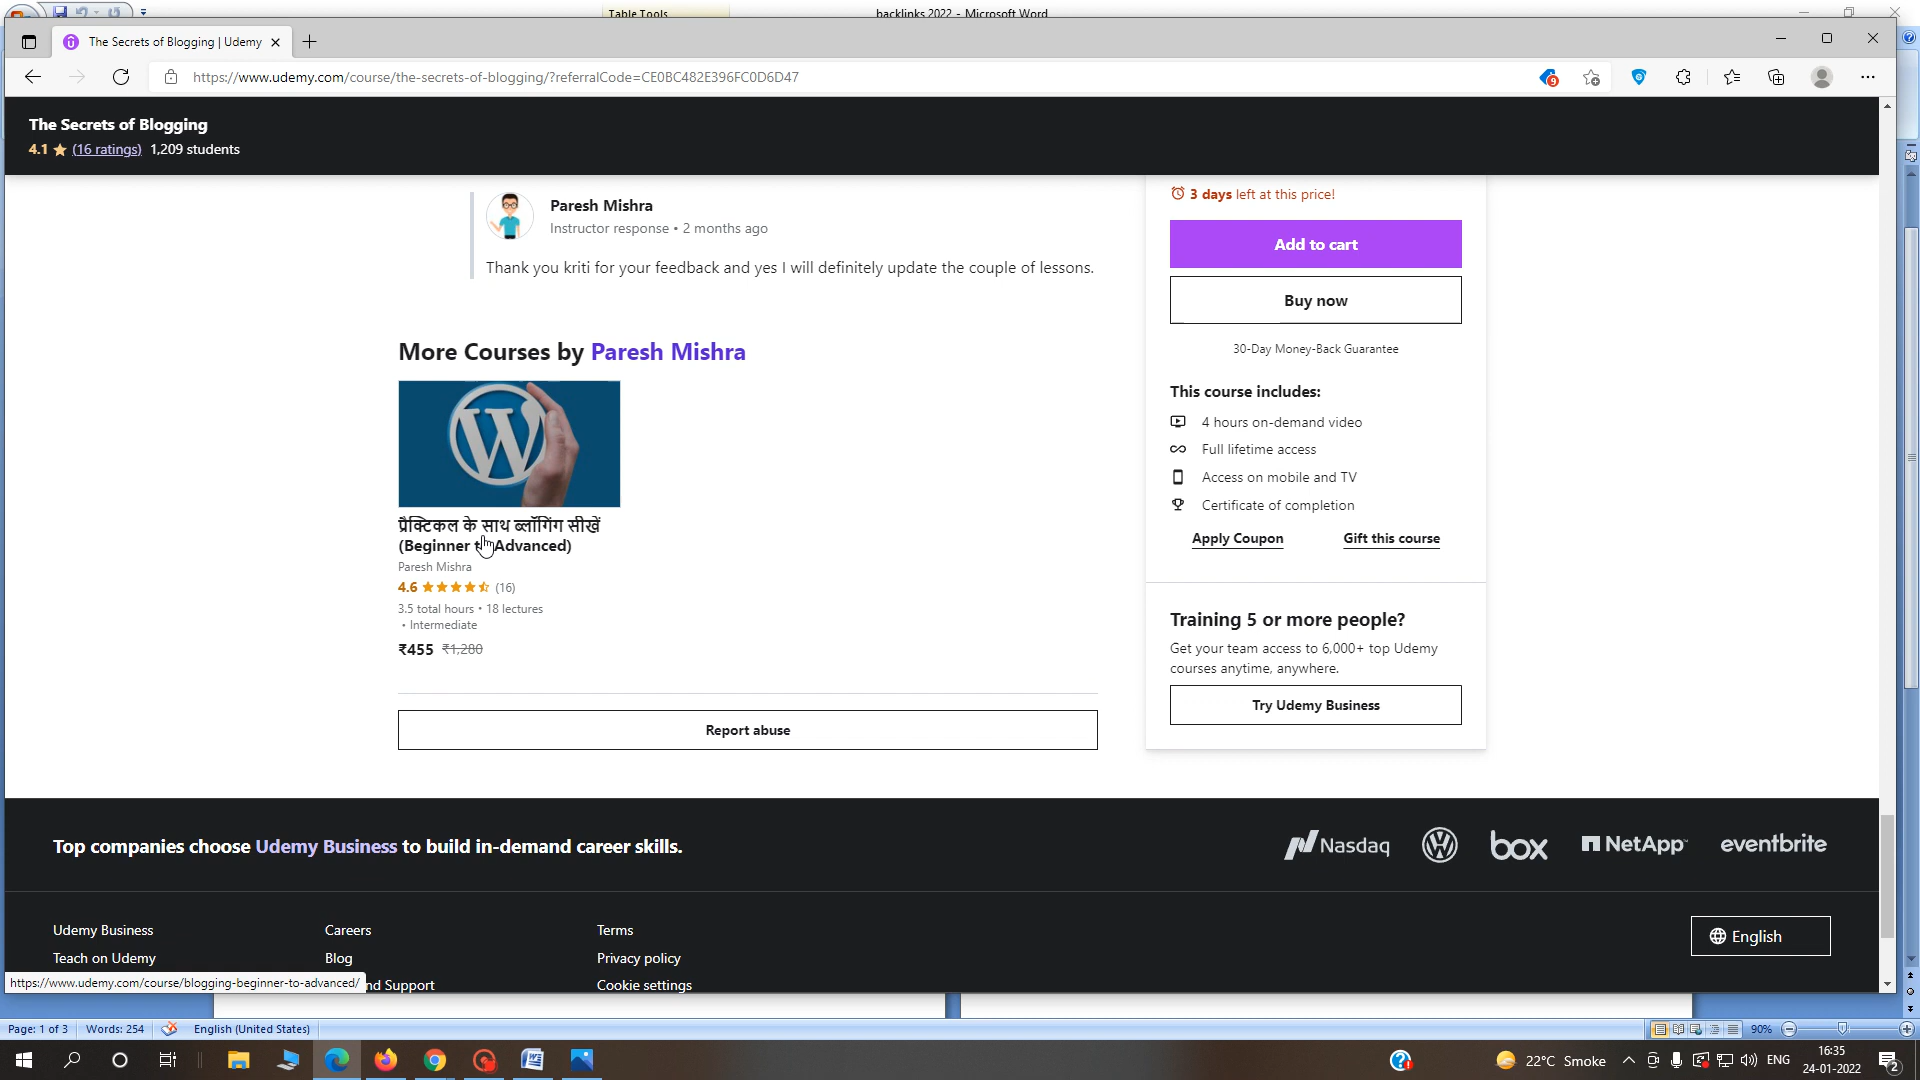 Table Tools
backlinks 2022 - Microsoft Word
The Secrets of Blogging | Udemy
https://www.udemy.com/course/the-secrets-of-blogging/?referralCode=CE0BC482E396FC0D6D47
9
The Secrets of Blogging
4.1 ★ (16 ratings) 1,209 students
Paresh Mishra
Instructor response • 2 months ago
Thank you kriti for your feedback and yes I will definitely update the couple of lessons.
More Courses by Paresh Mishra
प्रैक्टिकल के साथ ब्लॉगिंग सीखें
(Beginner to Advanced)
Paresh Mishra
4.6 (16)
3.5 total hours • 18 lectures
• Intermediate
₹455 ₹1,280
Report abuse
3 days left at this price!
Add to cart
Buy now
30-Day Money-Back Guarantee
This course includes:
4 hours on-demand video
Full lifetime access
Access on mobile and TV
Certificate of completion
Apply Coupon Gift this course
Training 5 or more people?
Get your team access to 6,000+ top Udemy
courses anytime, anywhere.
Try Udemy Business
Top companies choose Udemy Business to build in-demand career skills.
Nasdaq box NetApp eventbrite
Udemy Business Careers Terms
English
Teach on Udemy Blog Privacy policy
https://www.udemy.com/course/blogging-beginner-to-advanced/ nd Support Cookie settings
Page: 1 of 3 Words: 254 English (United States) 90%
22°C Smoke ENG 16:35
24-01-2022
2